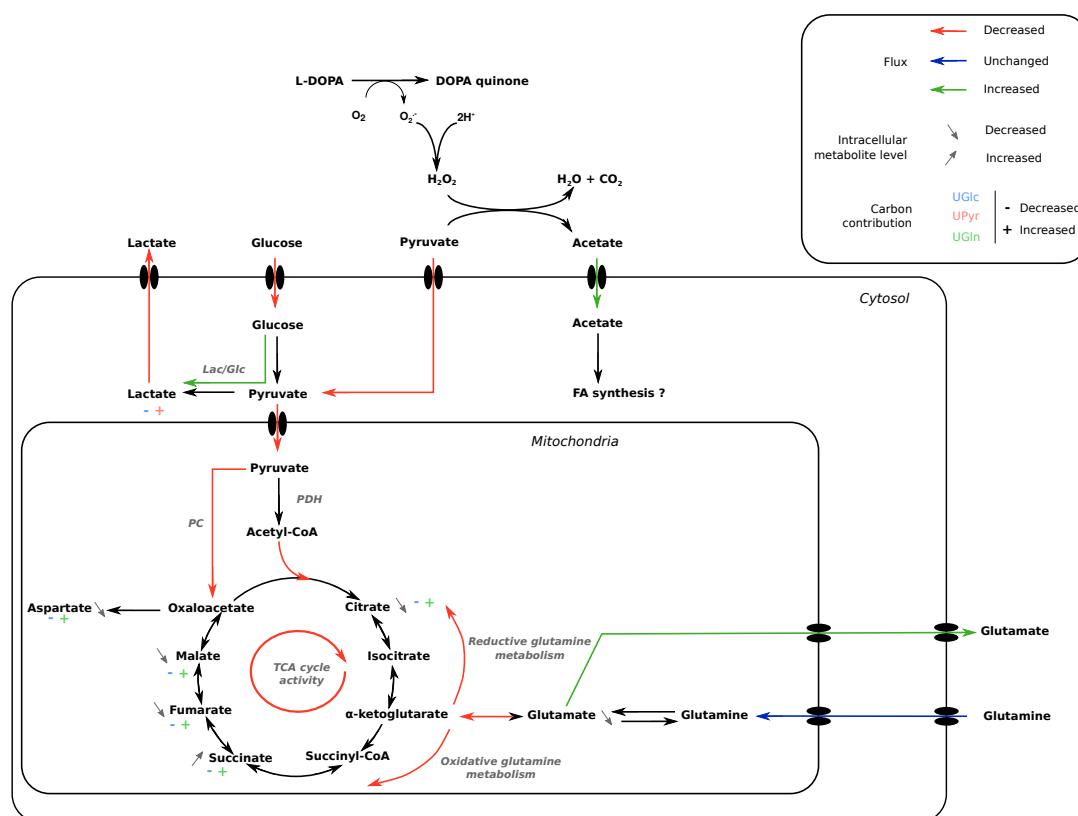 Decreased
Flux
Unchanged
Increased
Intracellular
metabolite level
Decreased
Increased
Carbon
contribution
UGlc
UPyr
UGln
- Decreased
+ Increased
L-DOPA
DOPA quinone
O₂
O₂·⁻
2H⁺
H₂O₂
H₂O + CO₂
Lactate
Glucose
Pyruvate
Acetate
Cytosol
Glucose
Acetate
Lac/Glc
Lactate
Pyruvate
FA synthesis ?
- +
Mitochondria
Pyruvate
PDH
PC
Acetyl-CoA
Aspartate
- +
Oxaloacetate
Citrate
- +
Malate
- +
TCA cycle
activity
Isocitrate
Reductive glutamine
metabolism
Glutamate
Fumarate
- +
α-ketoglutarate
Glutamate
Glutamine
Glutamine
Succinate
- +
Succinyl-CoA
Oxidative glutamine
metabolism